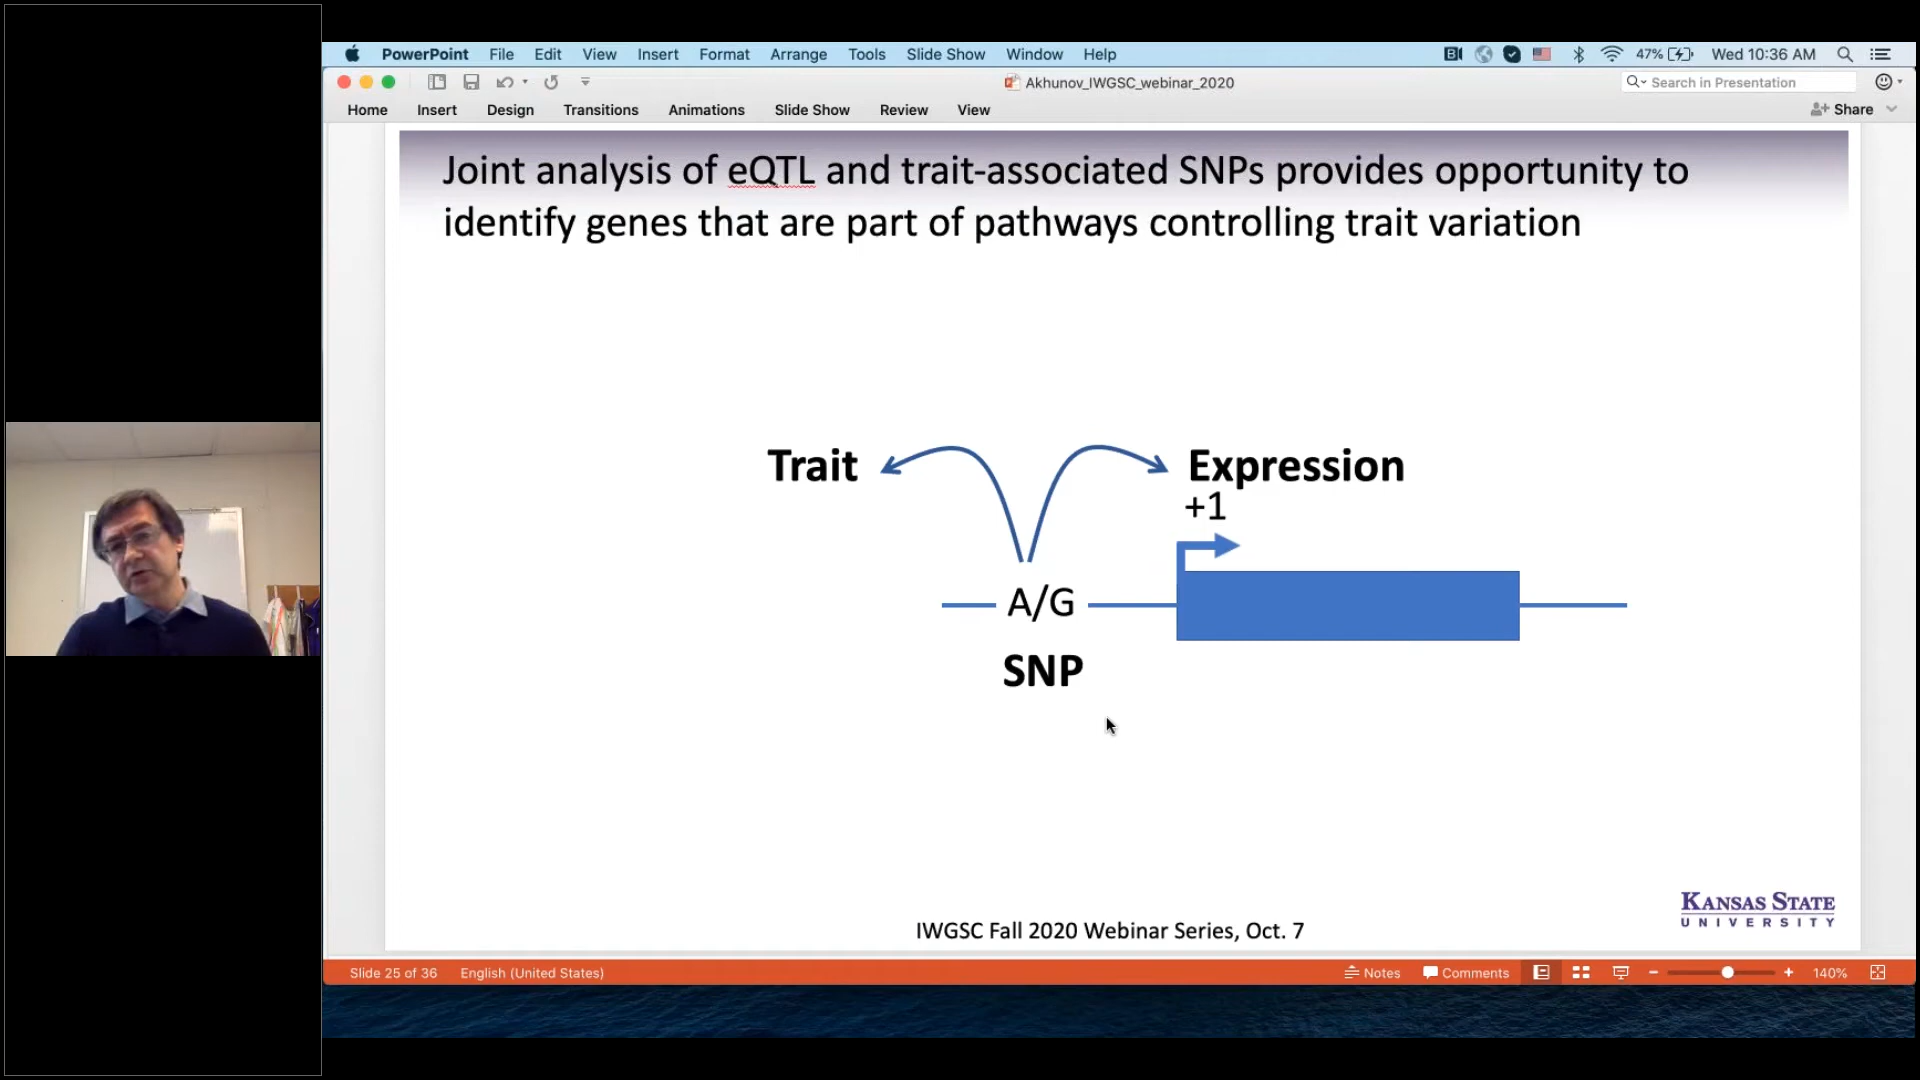 PowerPoint File Edit View Insert Format Arrange Tools Slide Show Window Help 47% Wed 10:36 AM
Akhunov_IWGSC_webinar_2020 Search in Presentation
Home Insert Design Transitions Animations Slide Show Review View Share
Joint analysis of eQTL and trait-associated SNPs provides opportunity to
identify genes that are part of pathways controlling trait variation
Trait Expression
+1
A/G
SNP
KANSAS STATE
UNIVERSITY
IWGSC Fall 2020 Webinar Series, Oct. 7
Slide 25 of 36 English (United States) Notes Comments 140%